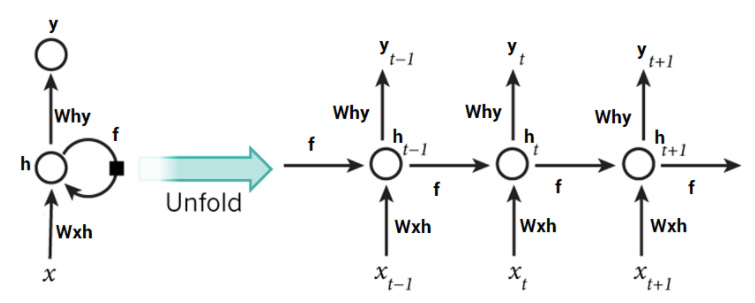 y
Why
f
h
Wxh
x
Unfold
y t-1
y t
y t+1
Why
Why
Why
f
h t-1
h t
h t+1
f
f
f
Wxh
Wxh
Wxh
x t-1
x t
x t+1